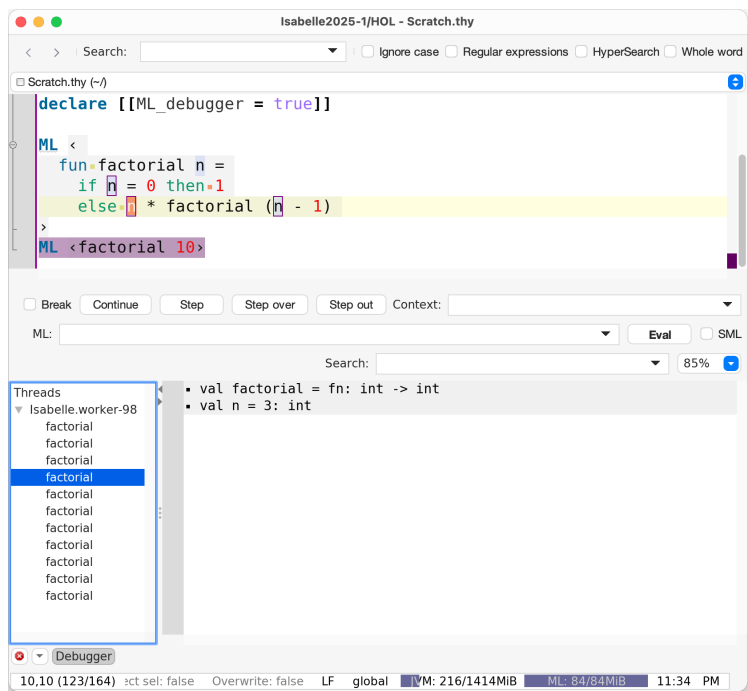 Isabelle2025-1/HOL - Scratch.thy
Search: Ignore case Regular expressions HyperSearch Whole word
Scratch.thy (~/)
declare [[ML_debugger = true]]
ML ‹
fun factorial n =
if n = 0 then 1
else n * factorial (n - 1)
›
ML ‹factorial 10›
Break Continue Step Step over Step out Context:
ML: Eval SML
Search: 85%
Threads
Isabelle.worker-98
factorial
factorial
factorial
factorial
factorial
factorial
factorial
factorial
factorial
factorial
factorial
val factorial = fn: int -> int
val n = 3: int
Debugger
10,10 (123/164) ect sel: false Overwrite: false LF global VM: 216/1414MiB ML: 84/84MiB 11:34 PM